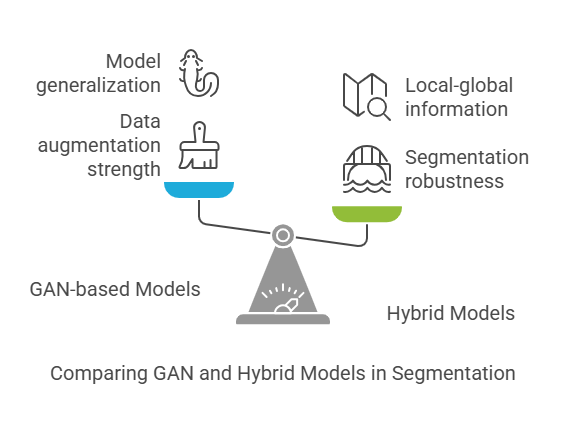 Model
generalization
Data
augmentation
strength
Local-global
information
Segmentation
robustness
GAN-based Models
Hybrid Models
Comparing GAN and Hybrid Models in Segmentation